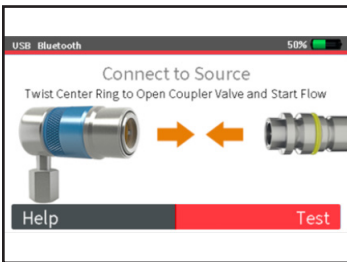 USB Bluetooth 50%
Connect to Source
Twist Center Ring to Open Coupler Valve and Start Flow
Help Test